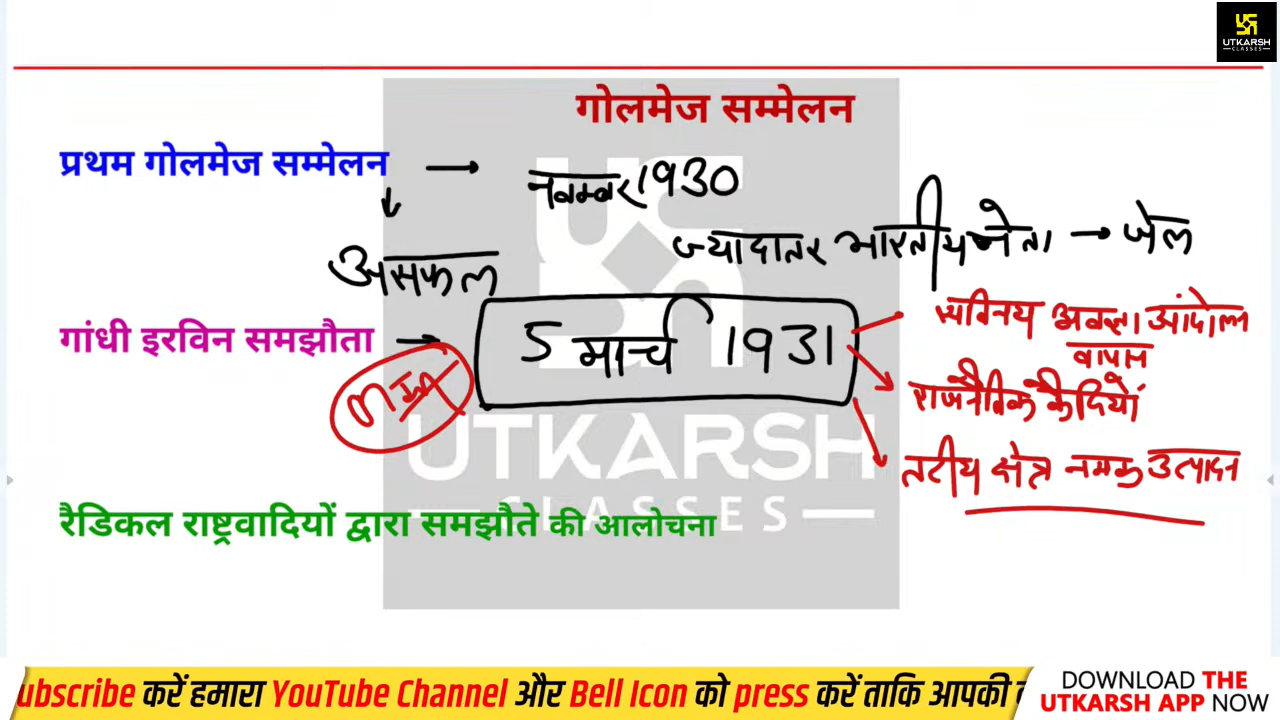 UTKARSH
CLASSES
गोलमेज सम्मेलन
प्रथम गोलमेज सम्मेलन → नवम्बर 1930
ज्यादातर भारतीय नेता → जेल
असफल
गांधी इरविन समझौता → 5 मार्च 1931
सविनय अवज्ञा आंदोलन
वापस
राजनैतिक कैदियों
तटीय क्षेत्र नमक उत्पादन
UTKARSH
CLASSES
रैडिकल राष्ट्रवादियों द्वारा समझौते की आलोचना
ubscribe करें हमारा YouTube Channel और Bell Icon को press करें ताकि आपकी
DOWNLOAD THE
UTKARSH APP NOW